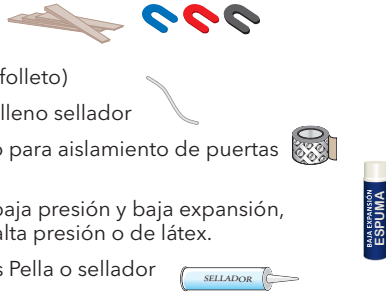 folleto)
lleno sellador
o para aislamiento de puertas
baja presión y baja expansión,
alta presión o de látex.
s Pella o sellador
SELLADOR
BAJA EXPANSIÓN
ESPUMA